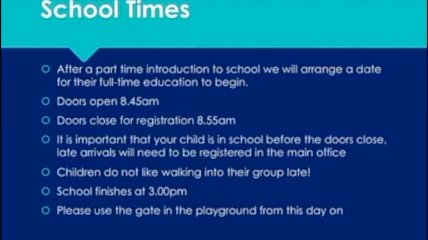 School Times
After a part time introduction to school we will arrange a date
for their full-time education to begin.
Doors open 8.45am
Doors close for registration 8.55am
It is important that your child is in school before the doors close,
late arrivals will need to be registered in the main office
Children do not like walking into their group late!
School finishes at 3.00pm
Please use the gate in the playground from this day on